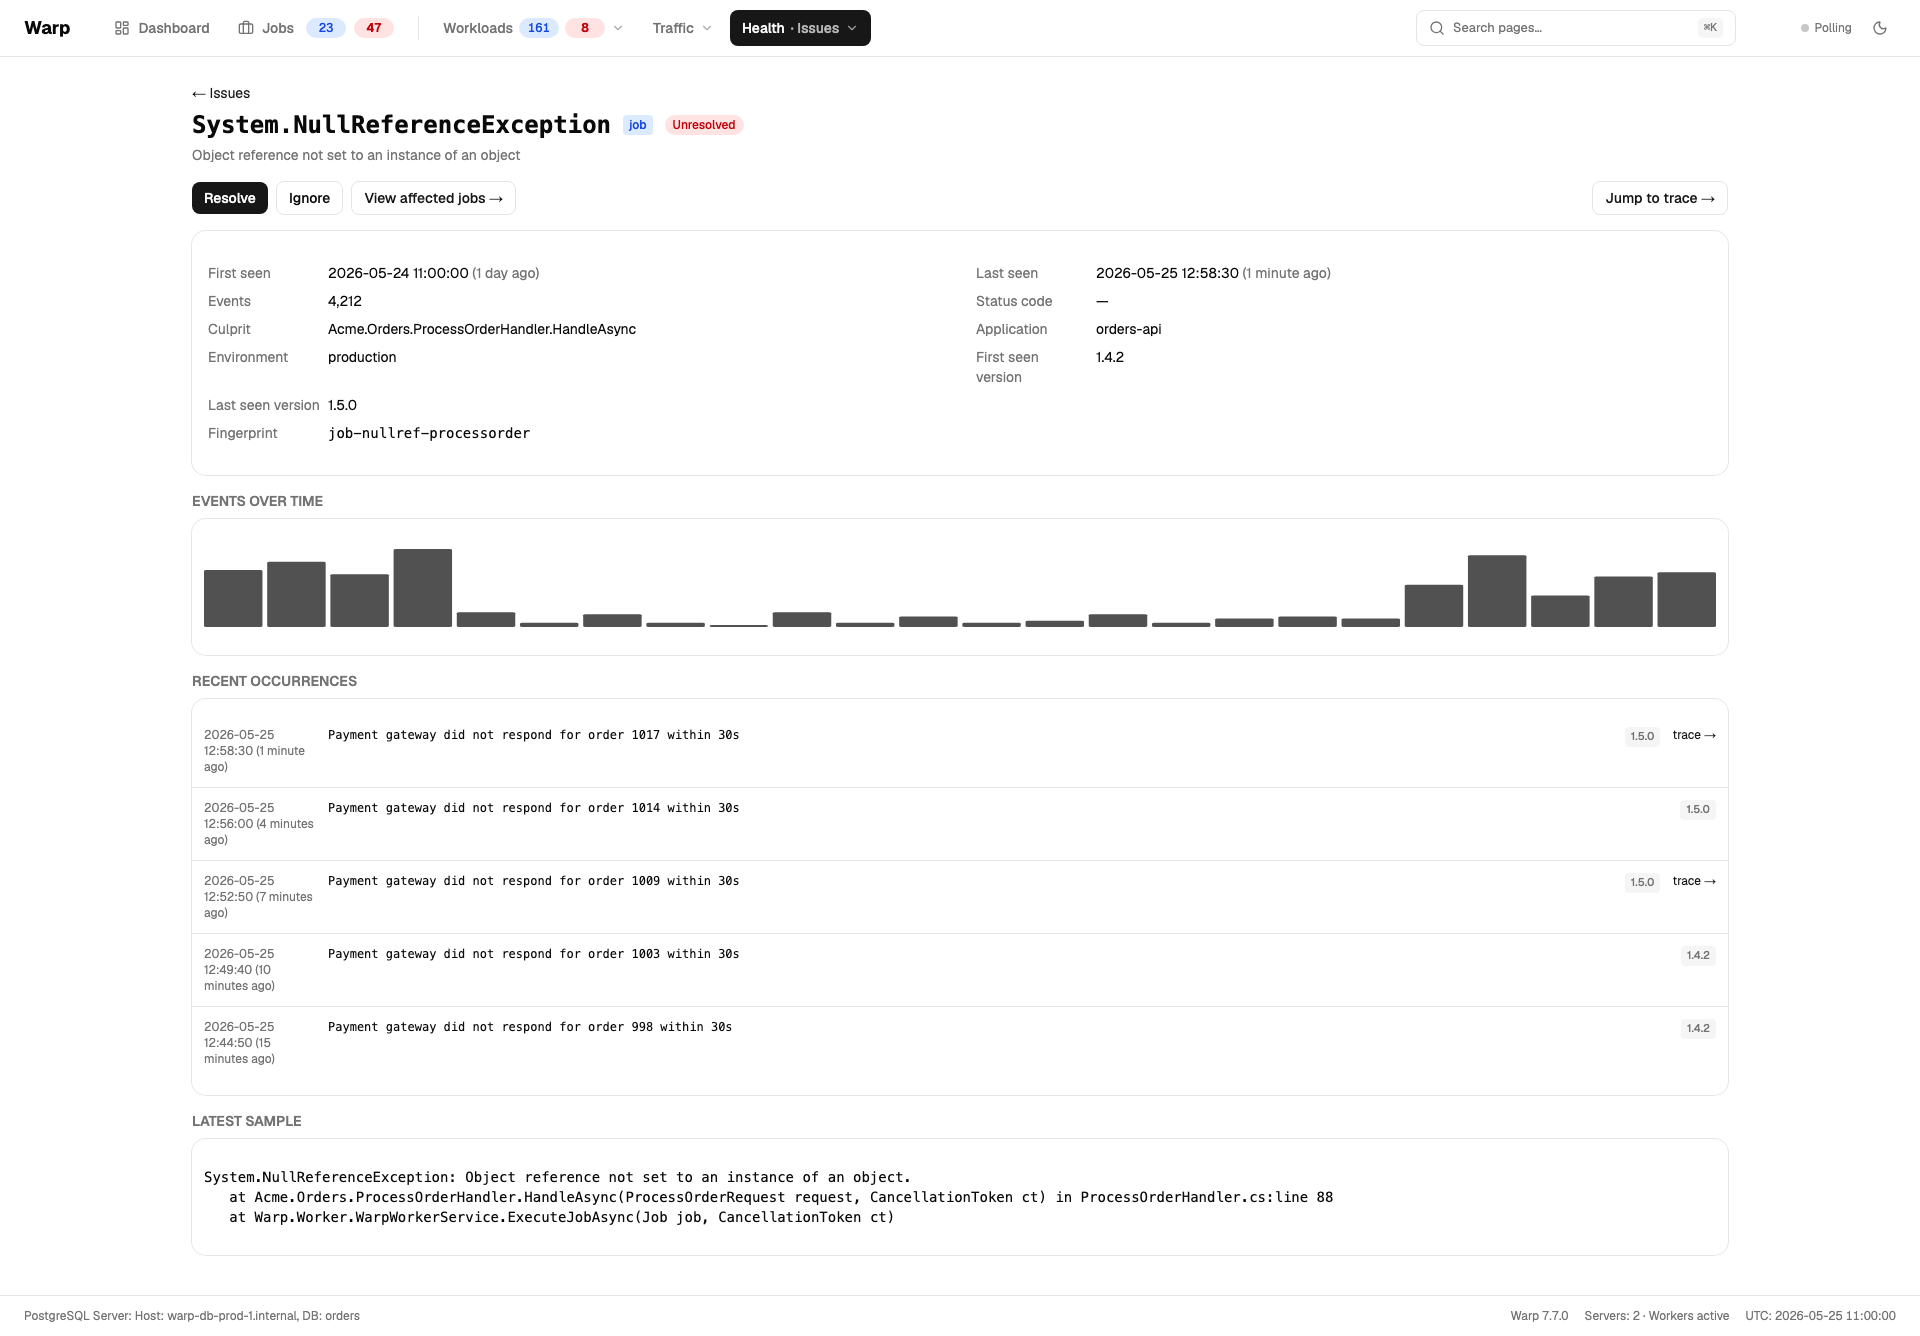 Warp
Dashboard
Jobs 23 47
Workloads 161 8
Traffic
Health · Issues
Search pages...
⌘K
Polling
← Issues
System.NullReferenceException job Unresolved
Object reference not set to an instance of an object
Resolve
Ignore
View affected jobs →
Jump to trace →
First seen 2026-05-24 11:00:00 (1 day ago)
Last seen 2026-05-25 12:58:30 (1 minute ago)
Events 4,212
Status code —
Culprit Acme.Orders.ProcessOrderHandler.HandleAsync
Application orders-api
Environment production
First seen version 1.4.2
Last seen version 1.5.0
Fingerprint job-nullref-processorder
EVENTS OVER TIME
RECENT OCCURRENCES
2026-05-25
12:58:30 (1 minute
ago)
Payment gateway did not respond for order 1017 within 30s
1.5.0 trace →
2026-05-25
12:56:00 (4 minutes
ago)
Payment gateway did not respond for order 1014 within 30s
1.5.0
2026-05-25
12:52:50 (7 minutes
ago)
Payment gateway did not respond for order 1009 within 30s
1.5.0 trace →
2026-05-25
12:49:40 (10
minutes ago)
Payment gateway did not respond for order 1003 within 30s
1.4.2
2026-05-25
12:44:50 (15
minutes ago)
Payment gateway did not respond for order 998 within 30s
1.4.2
LATEST SAMPLE
System.NullReferenceException: Object reference not set to an instance of an object.
at Acme.Orders.ProcessOrderHandler.HandleAsync(ProcessOrderRequest request, CancellationToken ct) in ProcessOrderHandler.cs:line 88
at Warp.Worker.WarpWorkerService.ExecuteJobAsync(Job job, CancellationToken ct)
PostgreSQL Server: Host: warp-db-prod-1.internal, DB: orders
Warp 7.7.0
Servers: 2 · Workers active
UTC: 2026-05-25 11:00:00